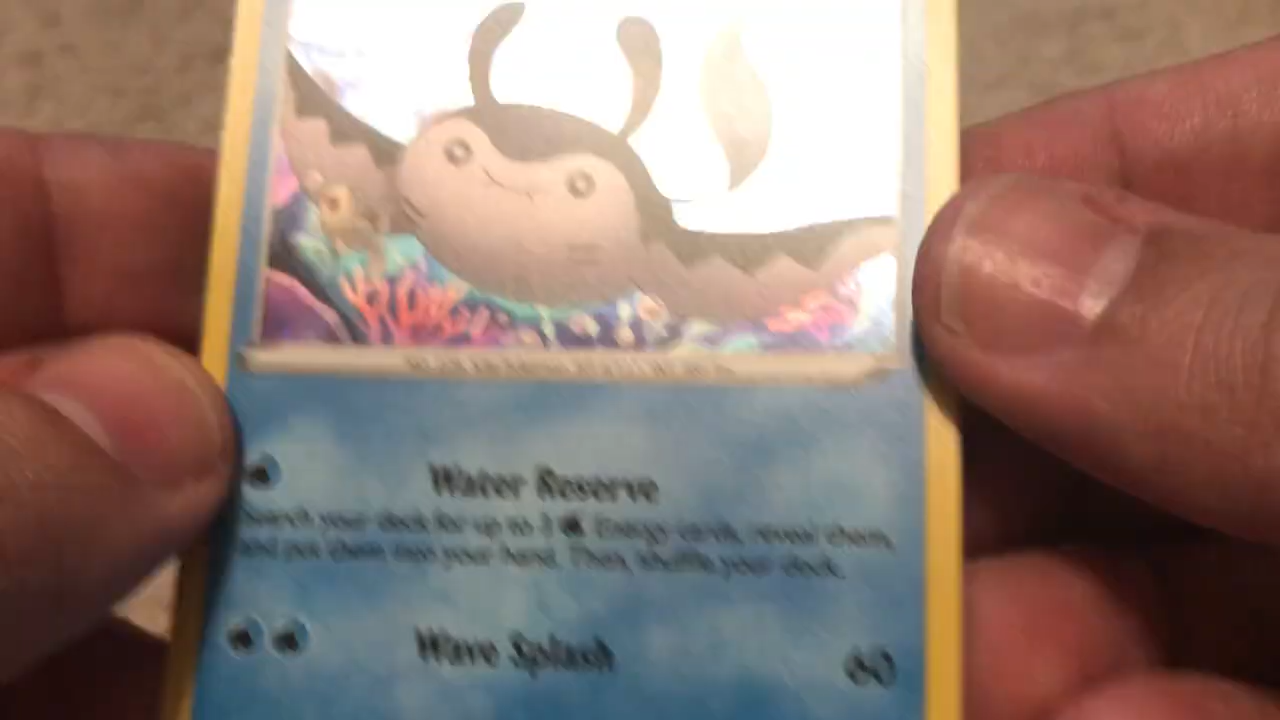 Water Reserve
Search your deck for up to 3 Energy cards, reveal them,
and put them into your hand. Then, shuffle your deck.
Wave Splash 60